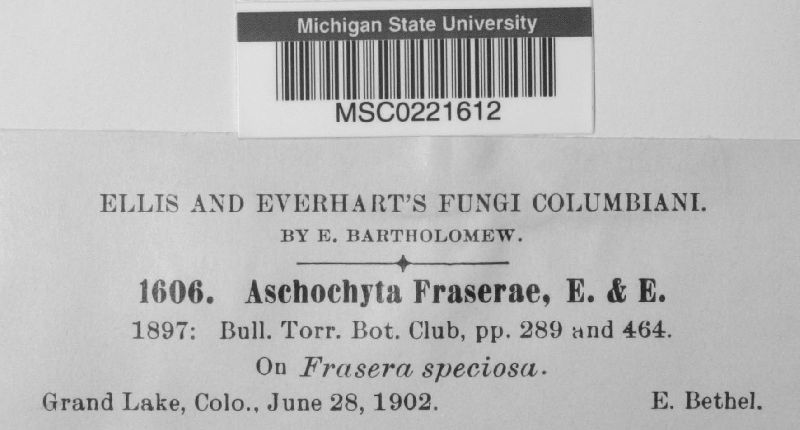 Michigan State University
MSC0221612
ELLIS AND EVERHART'S FUNGI COLUMBIANI.
BY E. BARTHOLOMEW.
1606. Aschochyta Fraserae, E. & E.
1897: Bull. Torr. Bot. Club, pp. 289 and 464.
On Frasera speciosa.
Grand Lake, Colo., June 28, 1902. E. Bethel.